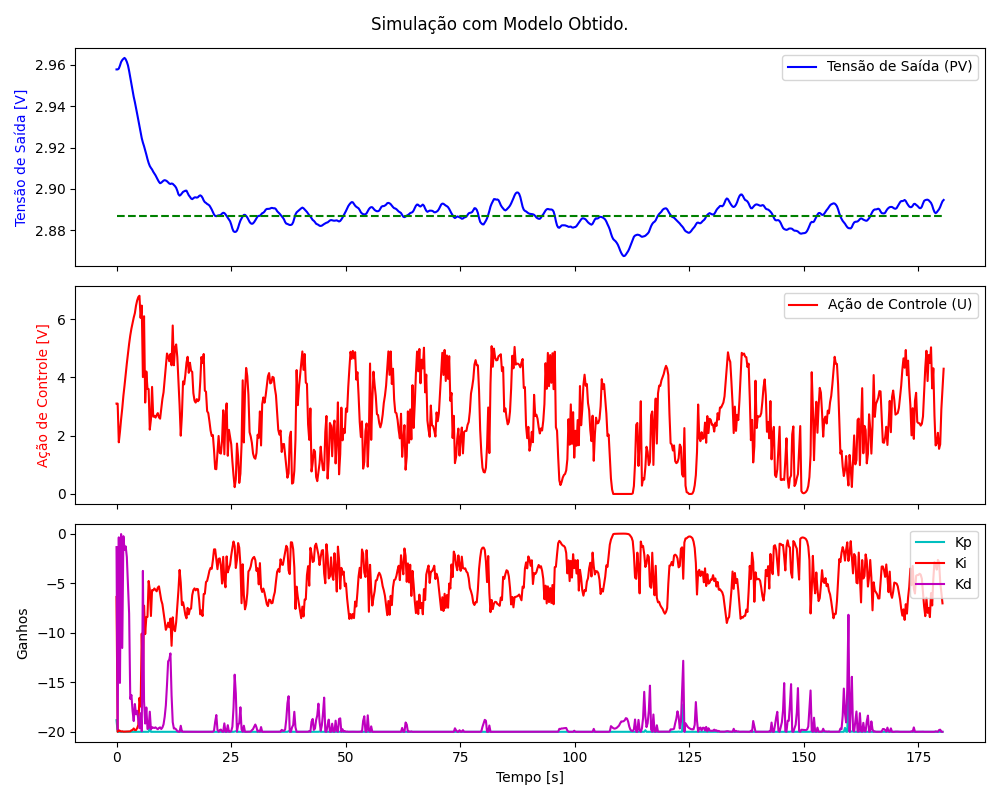 Simulação com Modelo Obtido.
Tensão de Saída [V]
2.96
2.94
2.92
2.90
2.88
Tensão de Saída (PV)
Ação de Controle [V]
6
4
2
0
Ação de Controle (U)
Ganhos
0
−5
−10
−15
−20
Kp
Ki
Kd
0 25 50 75 100 125 150 175
Tempo [s]